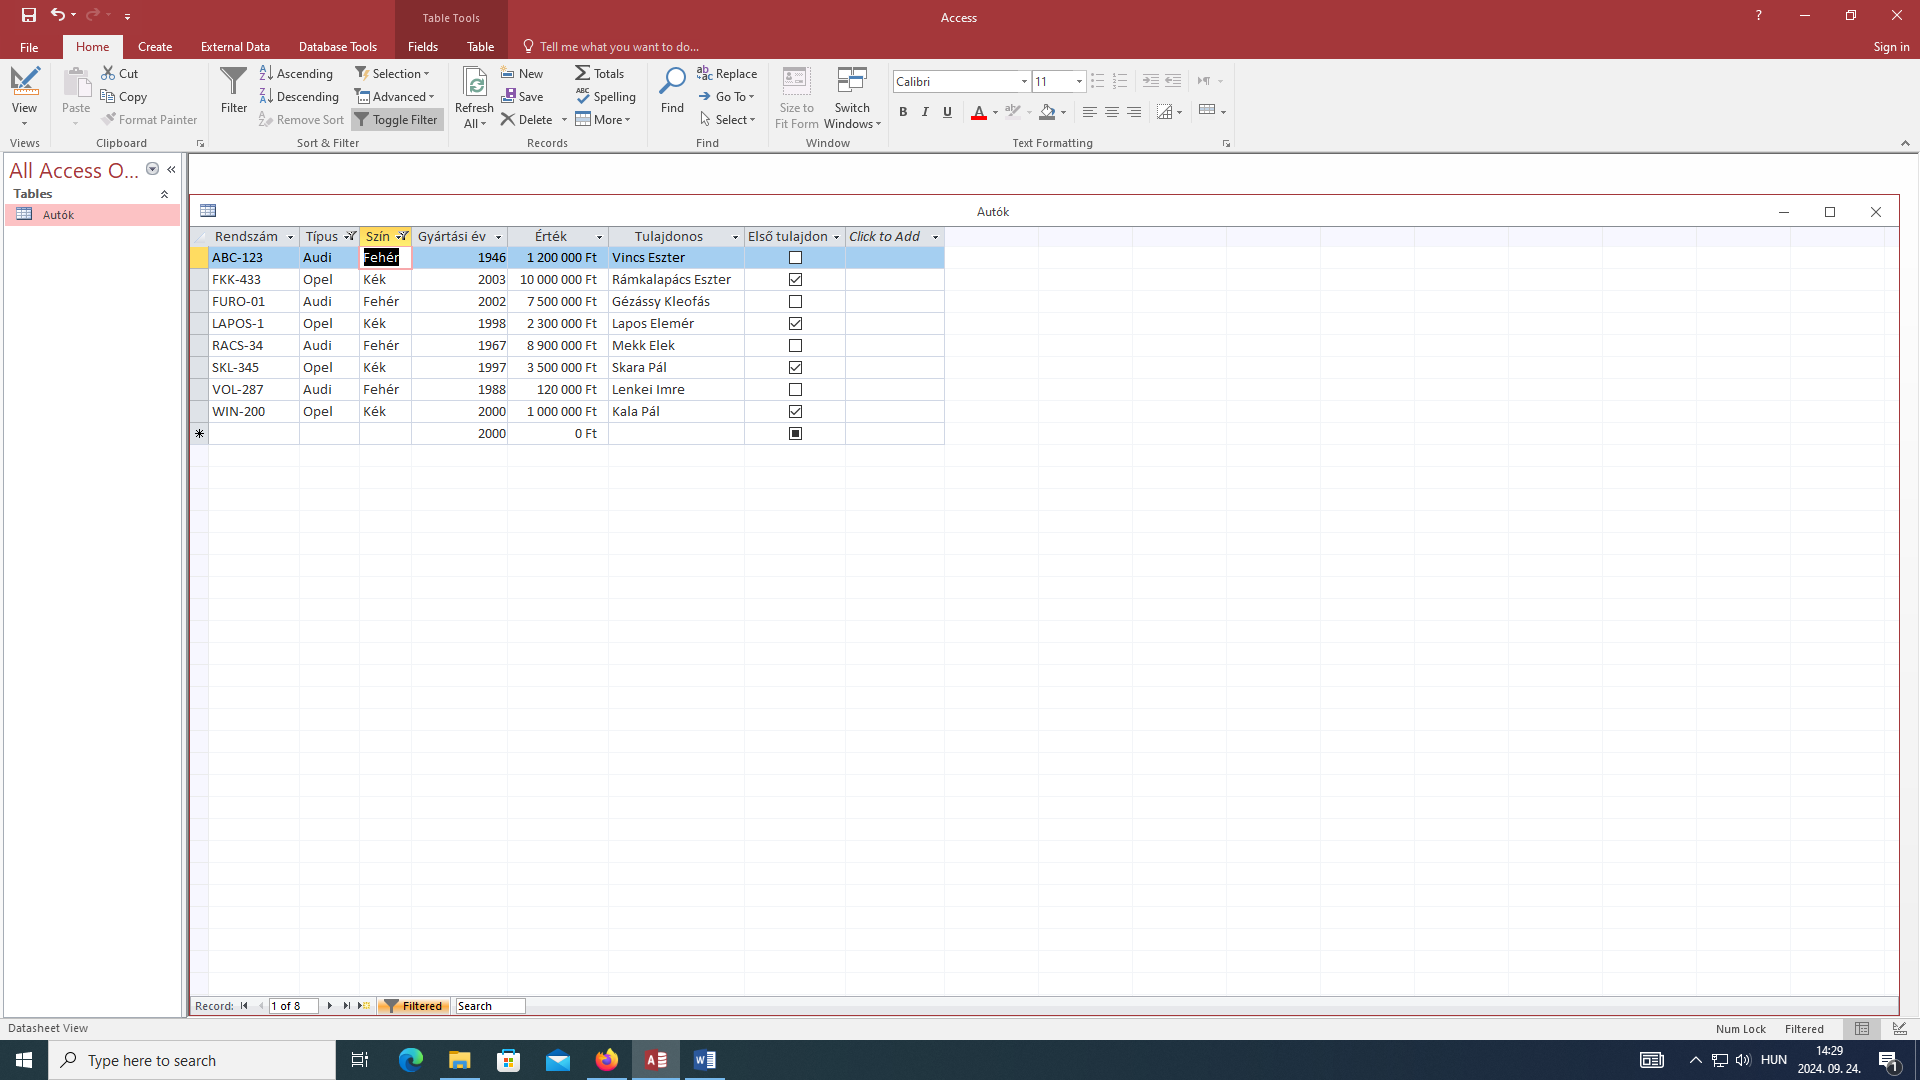 Table Tools
Access
?
File
Home
Create
External Data
Database Tools
Fields
Table
Tell me what you want to do...
Sign in
View
Paste
Cut
Copy
Format Painter
Filter
Ascending
Descending
Remove Sort
Selection
Advanced
Toggle Filter
Refresh
All
New
Save
Delete
Totals
Spelling
More
Find
Replace
Go To
Select
Size to
Fit Form
Switch
Windows
Calibri
11
B I U
Views
Clipboard
Sort & Filter
Records
Find
Window
Text Formatting
All Access O...
Tables
Autók
Autók
Rendszám Típus Szín Gyártási év Érték Tulajdonos Első tulajdon Click to Add
ABC-123 Audi Fehér 1946 1 200 000 Ft Vincs Eszter
FKK-433 Opel Kék 2003 10 000 000 Ft Rámkalapács Eszter
FURO-01 Audi Fehér 2002 7 500 000 Ft Gézássy Kleofás
LAPOS-1 Opel Kék 1998 2 300 000 Ft Lapos Elemér
RACS-34 Audi Fehér 1967 8 900 000 Ft Mekk Elek
SKL-345 Opel Kék 1997 3 500 000 Ft Skara Pál
VOL-287 Audi Fehér 1988 120 000 Ft Lenkei Imre
WIN-200 Opel Kék 2000 1 000 000 Ft Kala Pál
2000 0 Ft
Record: 1 of 8 Filtered Search
Datasheet View
Num Lock Filtered
Type here to search
HUN
14:29
2024. 09. 24.
1